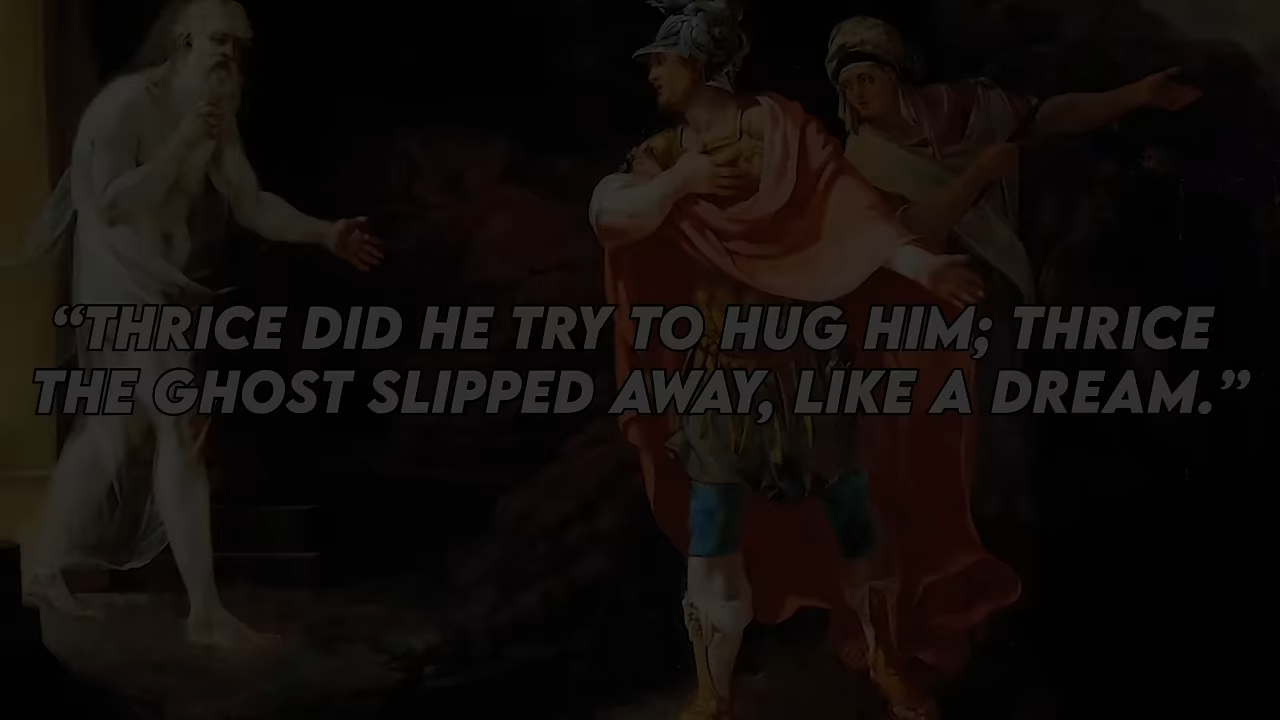 “THRICE DID HE TRY TO HUG HIM; THRICE
THE GHOST SLIPPED AWAY, LIKE A DREAM.”